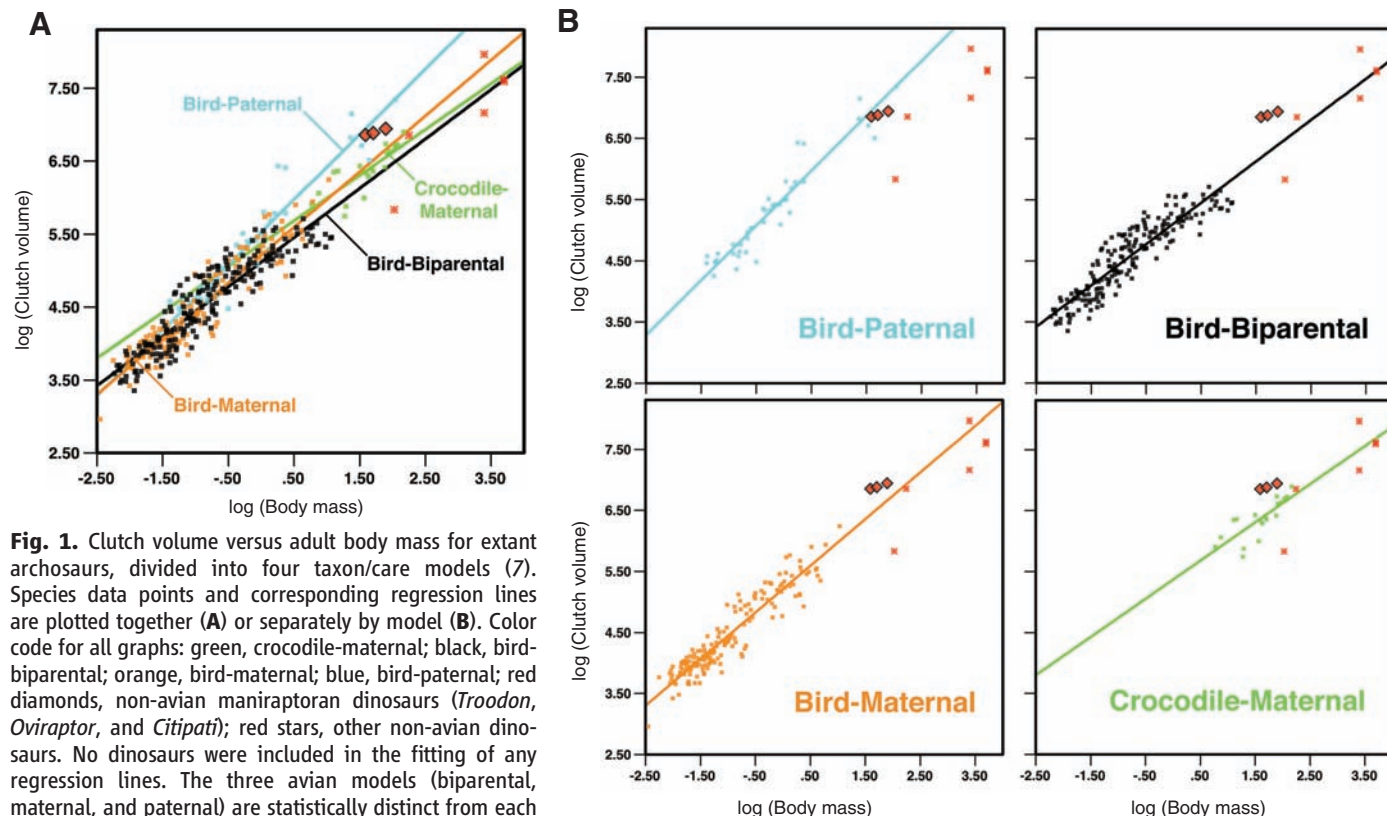 A
log (Clutch volume)
7.50
6.50
5.50
4.50
3.50
2.50
Bird-Paternal
Crocodile-
Maternal
Bird-Biparental
Bird-Maternal
-2.50 -1.50 -.50 .50 1.50 2.50 3.50
log (Body mass)
Fig. 1. Clutch volume versus adult body mass for extant
archosaurs, divided into four taxon/care models (7).
Species data points and corresponding regression lines
are plotted together (A) or separately by model (B). Color
code for all graphs: green, crocodile-maternal; black, bird-
biparental; orange, bird-maternal; blue, bird-paternal; red
diamonds, non-avian maniraptoran dinosaurs (Troodon,
Oviraptor, and Citipati); red stars, other non-avian dino-
saurs. No dinosaurs were included in the fitting of any
regression lines. The three avian models (biparental,
maternal, and paternal) are statistically distinct from each
B
log (Clutch volume)
7.50
6.50
5.50
4.50
3.50
2.50
Bird-Paternal
Bird-Biparental
log (Clutch volume)
7.50
6.50
5.50
4.50
3.50
2.50
Bird-Maternal
Crocodile-Maternal
-2.50 -1.50 -.50 .50 1.50 2.50 3.50
-2.50 -1.50 -.50 .50 1.50 2.50 3.50
log (Body mass)
log (Body mass)